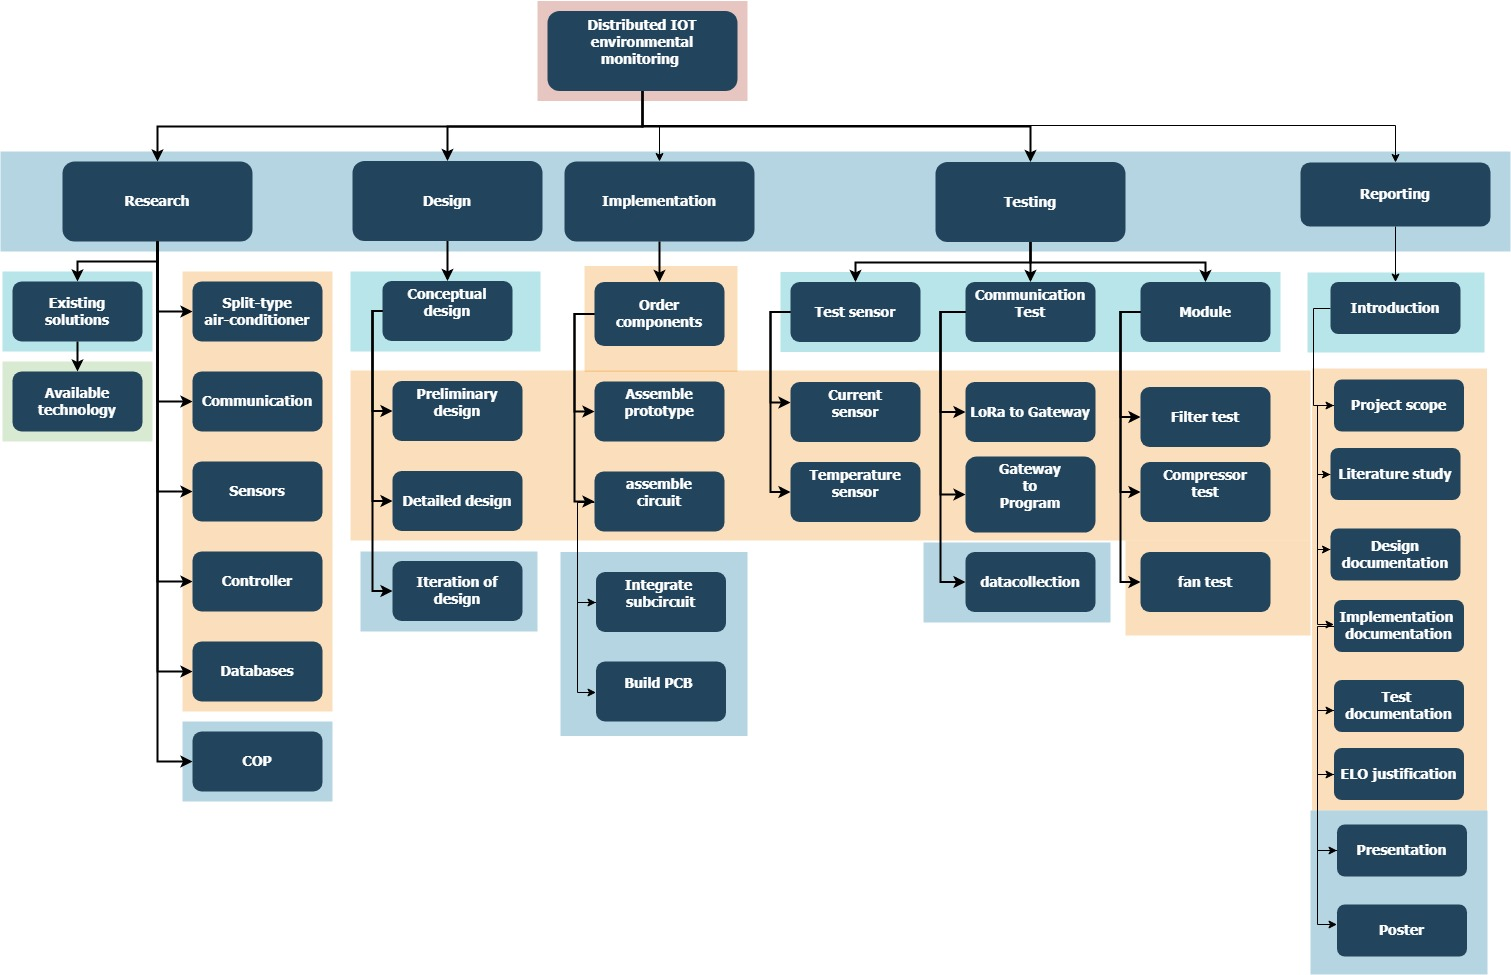 Distributed IOT
environmental
monitoring
Research
Design
Implementation
Testing
Reporting
Existing
solutions
Available
technology
Split-type
air-conditioner
Communication
Sensors
Controller
Databases
COP
Conceptual
design
Preliminary
design
Detailed design
Iteration of
design
Order
components
Assemble
prototype
assemble
circuit
Integrate
subcircuit
Build PCB
Test sensor
Current
sensor
Temperature
sensor
Communication
Test
LoRa to Gateway
Gateway
to
Program
datacollection
Module
Filter test
Compressor
test
fan test
Introduction
Project scope
Literature study
Design
documentation
Implementation
documentation
Test
documentation
ELO justification
Presentation
Poster